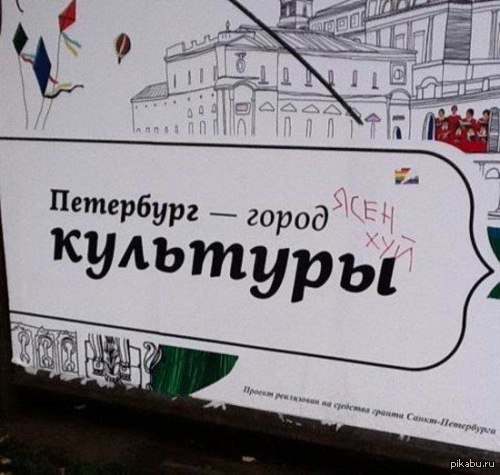 Петербург — город
культуры
ЯСЕН
ХУЙ
Проект реализован на средства гранта Санкт-Петербурга
pikabu.ru